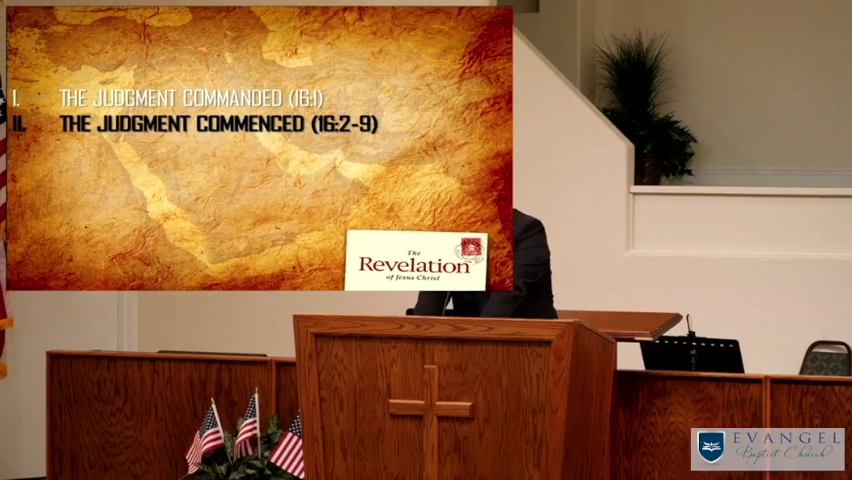 I. THE JUDGMENT COMMANDED (16:1)
II. THE JUDGMENT COMMENCED (16:2-9)
The
Revelation
of Jesus Christ
EVANGEL
Baptist Church